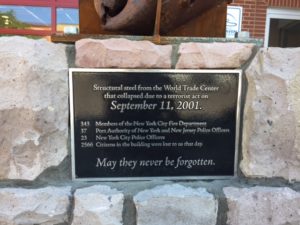 Structural steel from the World Trade Center
that collapsed due to a terrorist act on
September 11, 2001.
343 Members of the New York City Fire Department
37 Port Authority of New York and New Jersey Police Officers
23 New York City Police Officers
2566 Citizens in the building were lost to us that day.
May they never be forgotten.